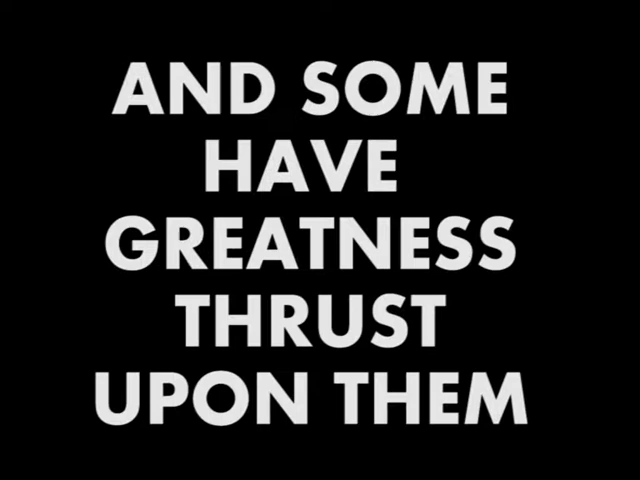 AND SOME
HAVE
GREATNESS
THRUST
UPON THEM